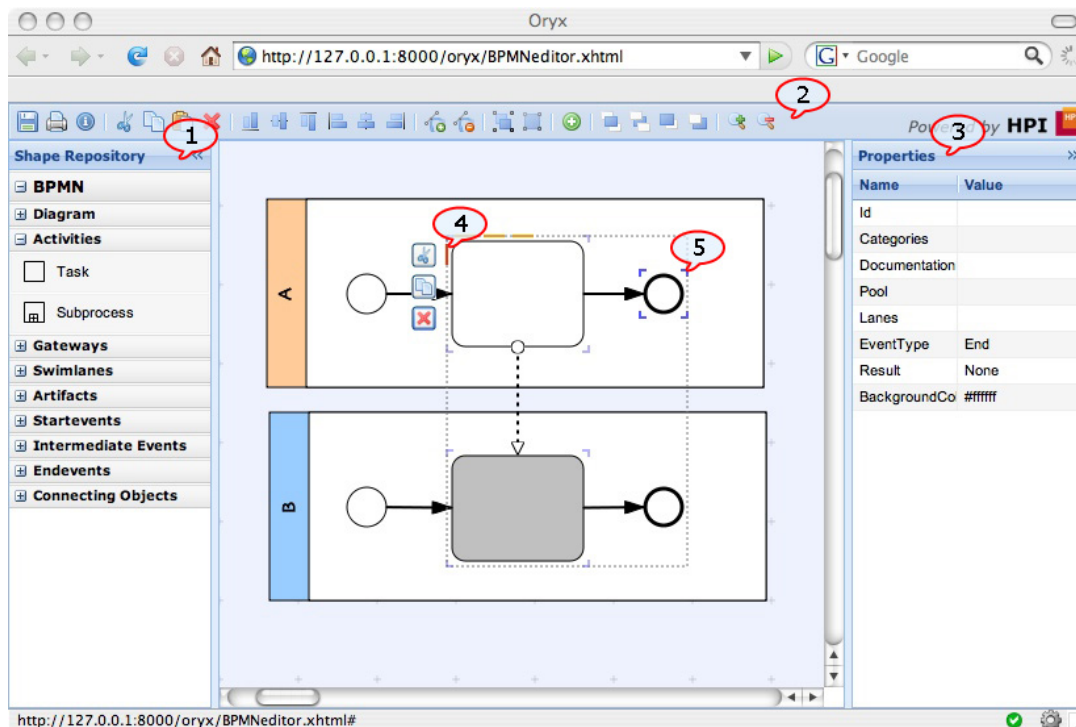 Oryx
http://127.0.0.1:8000/oryx/BPMNeditor.xhtml
G Google
2
Powered by HPI
HPI
1
Shape Repository
BPMN
Diagram
Activities
Task
Subprocess
Gateways
Swimlanes
Artifacts
Startevents
Intermediate Events
Endevents
Connecting Objects
A
4
5
B
3
Properties
Name Value
Id
Categories
Documentation
Pool
Lanes
EventType End
Result None
BackgroundCo #ffffff
http://127.0.0.1:8000/oryx/BPMNeditor.xhtml#